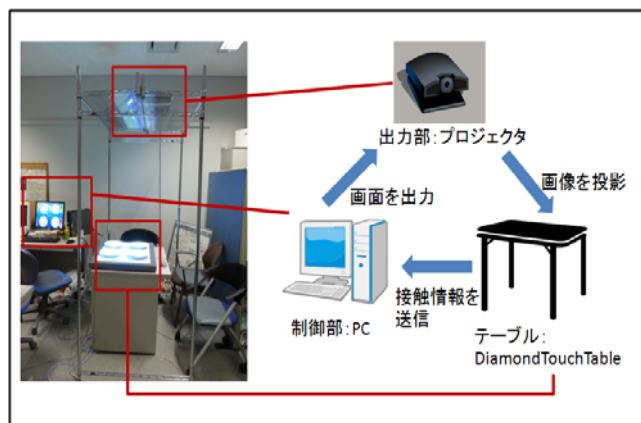 出力部：プロジェクタ
画面を出力
画像を投影
接触情報を
送信
制御部：PC
テーブル：
DiamondTouchTable